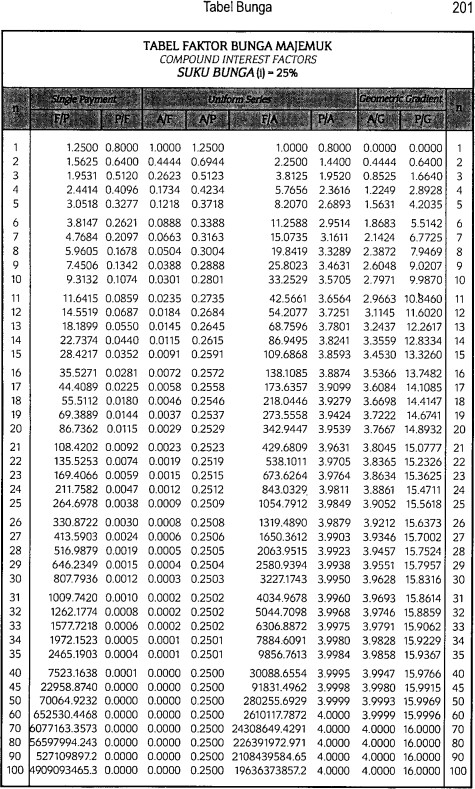 Tabel Bunga 201
TABEL FAKTOR BUNGA MAJEMUK
COMPOUND INTEREST FACTORS
SUKU BUNGA (i) = 25%
Single Payment Uniform Series Geometric Gradient
n F/P P/F A/F A/P F/A P/A A/G P/G n
1 1.2500 0.8000 1.0000 1.2500 1.0000 0.8000 0.0000 0.0000 1
2 1.5625 0.6400 0.4444 0.6944 2.2500 1.4400 0.4444 0.6400 2
3 1.9531 0.5120 0.2623 0.5123 3.8125 1.9520 0.8525 1.6640 3
4 2.4414 0.4096 0.1734 0.4234 5.7656 2.3616 1.2249 2.8928 4
5 3.0518 0.3277 0.1218 0.3718 8.2070 2.6893 1.5631 4.2035 5
6 3.8147 0.2621 0.0888 0.3388 11.2588 2.9514 1.8683 5.5142 6
7 4.7684 0.2097 0.0663 0.3163 15.0735 3.1611 2.1424 6.7725 7
8 5.9605 0.1678 0.0504 0.3004 19.8419 3.3289 2.3872 7.9469 8
9 7.4506 0.1342 0.0388 0.2888 25.8023 3.4631 2.6048 9.0207 9
10 9.3132 0.1074 0.0301 0.2801 33.2529 3.5705 2.7971 9.9870 10
11 11.6415 0.0859 0.0235 0.2735 42.5661 3.6564 2.9663 10.8460 11
12 14.5519 0.0687 0.0184 0.2684 54.2077 3.7251 3.1145 11.6020 12
13 18.1899 0.0550 0.0145 0.2645 68.7596 3.7801 3.2437 12.2617 13
14 22.7374 0.0440 0.0115 0.2615 86.9495 3.8241 3.3559 12.8334 14
15 28.4217 0.0352 0.0091 0.2591 109.6868 3.8593 3.4530 13.3260 15
16 35.5271 0.0281 0.0072 0.2572 138.1085 3.8874 3.5366 13.7482 16
17 44.4089 0.0225 0.0058 0.2558 173.6357 3.9099 3.6084 14.1085 17
18 55.5112 0.0180 0.0046 0.2546 218.0446 3.9279 3.6698 14.4147 18
19 69.3889 0.0144 0.0037 0.2537 273.5558 3.9424 3.7222 14.6741 19
20 86.7362 0.0115 0.0029 0.2529 342.9447 3.9539 3.7667 14.8932 20
21 108.4202 0.0092 0.0023 0.2523 429.6809 3.9631 3.8045 15.0777 21
22 135.5253 0.0074 0.0019 0.2519 538.1011 3.9705 3.8365 15.2326 22
23 169.4066 0.0059 0.0015 0.2515 673.6264 3.9764 3.8634 15.3625 23
24 211.7582 0.0047 0.0012 0.2512 843.0329 3.9811 3.8861 15.4711 24
25 264.6978 0.0038 0.0009 0.2509 1054.7912 3.9849 3.9052 15.5618 25
26 330.8722 0.0030 0.0008 0.2508 1319.4890 3.9879 3.9212 15.6373 26
27 413.5903 0.0024 0.0006 0.2506 1650.3612 3.9903 3.9346 15.7002 27
28 516.9879 0.0019 0.0005 0.2505 2063.9515 3.9923 3.9457 15.7524 28
29 646.2349 0.0015 0.0004 0.2504 2580.9394 3.9938 3.9551 15.7957 29
30 807.7936 0.0012 0.0003 0.2503 3227.1743 3.9950 3.9628 15.8316 30
31 1009.7420 0.0010 0.0002 0.2502 4034.9678 3.9960 3.9693 15.8614 31
32 1262.1774 0.0008 0.0002 0.2502 5044.7098 3.9968 3.9746 15.8859 32
33 1577.7218 0.0006 0.0002 0.2502 6306.8872 3.9975 3.9791 15.9062 33
34 1972.1523 0.0005 0.0001 0.2501 7884.6091 3.9980 3.9828 15.9229 34
35 2465.1903 0.0004 0.0001 0.2501 9856.7613 3.9984 3.9858 15.9367 35
40 7523.1638 0.0001 0.0000 0.2500 30088.6554 3.9995 3.9947 15.9766 40
45 22958.8740 0.0000 0.0000 0.2500 91831.4962 3.9998 3.9980 15.9915 45
50 70064.9232 0.0000 0.0000 0.2500 280255.6929 3.9999 3.9993 15.9969 50
60 652530.4468 0.0000 0.0000 0.2500 2610117.7872 4.0000 3.9999 15.9996 60
70 6077163.3573 0.0000 0.0000 0.2500 24308649.4291 4.0000 4.0000 16.0000 70
80 56597994.243 0.0000 0.0000 0.2500 226391972.971 4.0000 4.0000 16.0000 80
90 527109897.2 0.0000 0.0000 0.2500 2108439584.65 4.0000 4.0000 16.0000 90
100 4909093465.3 0.0000 0.0000 0.2500 19636373857.2 4.0000 4.0000 16.0000 100